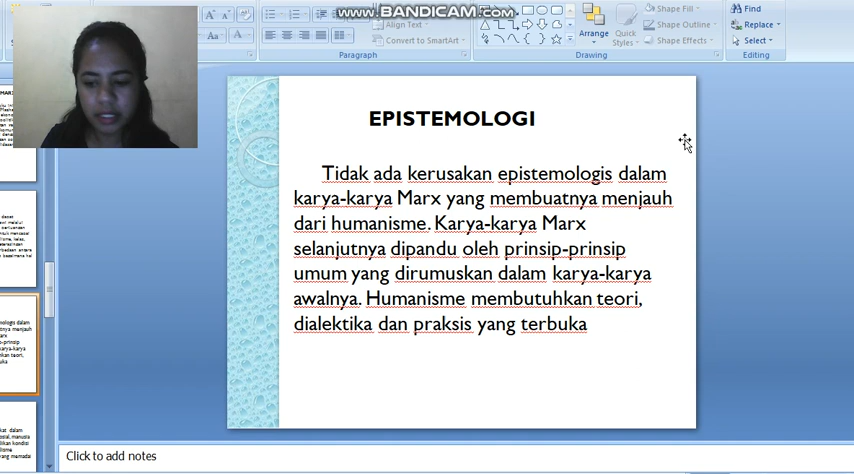 www.BANDICAM.com
Shape Fill
Find
Align Text
Aa
A
Arrange
Quick
Styles
Shape Outline
Replace
Convert to SmartArt
Shape Effects
Select
Paragraph
Drawing
Editing
EPISTEMOLOGI
Tidak ada kerusakan epistemologis dalam
karya-karya Marx yang membuatnya menjauh
dari humanisme. Karya-karya Marx
selanjutnya dipandu oleh prinsip-prinsip
umum yang dirumuskan dalam karya-karya
awalnya. Humanisme membutuhkan teori,
dialektika dan praksis yang terbuka
Click to add notes